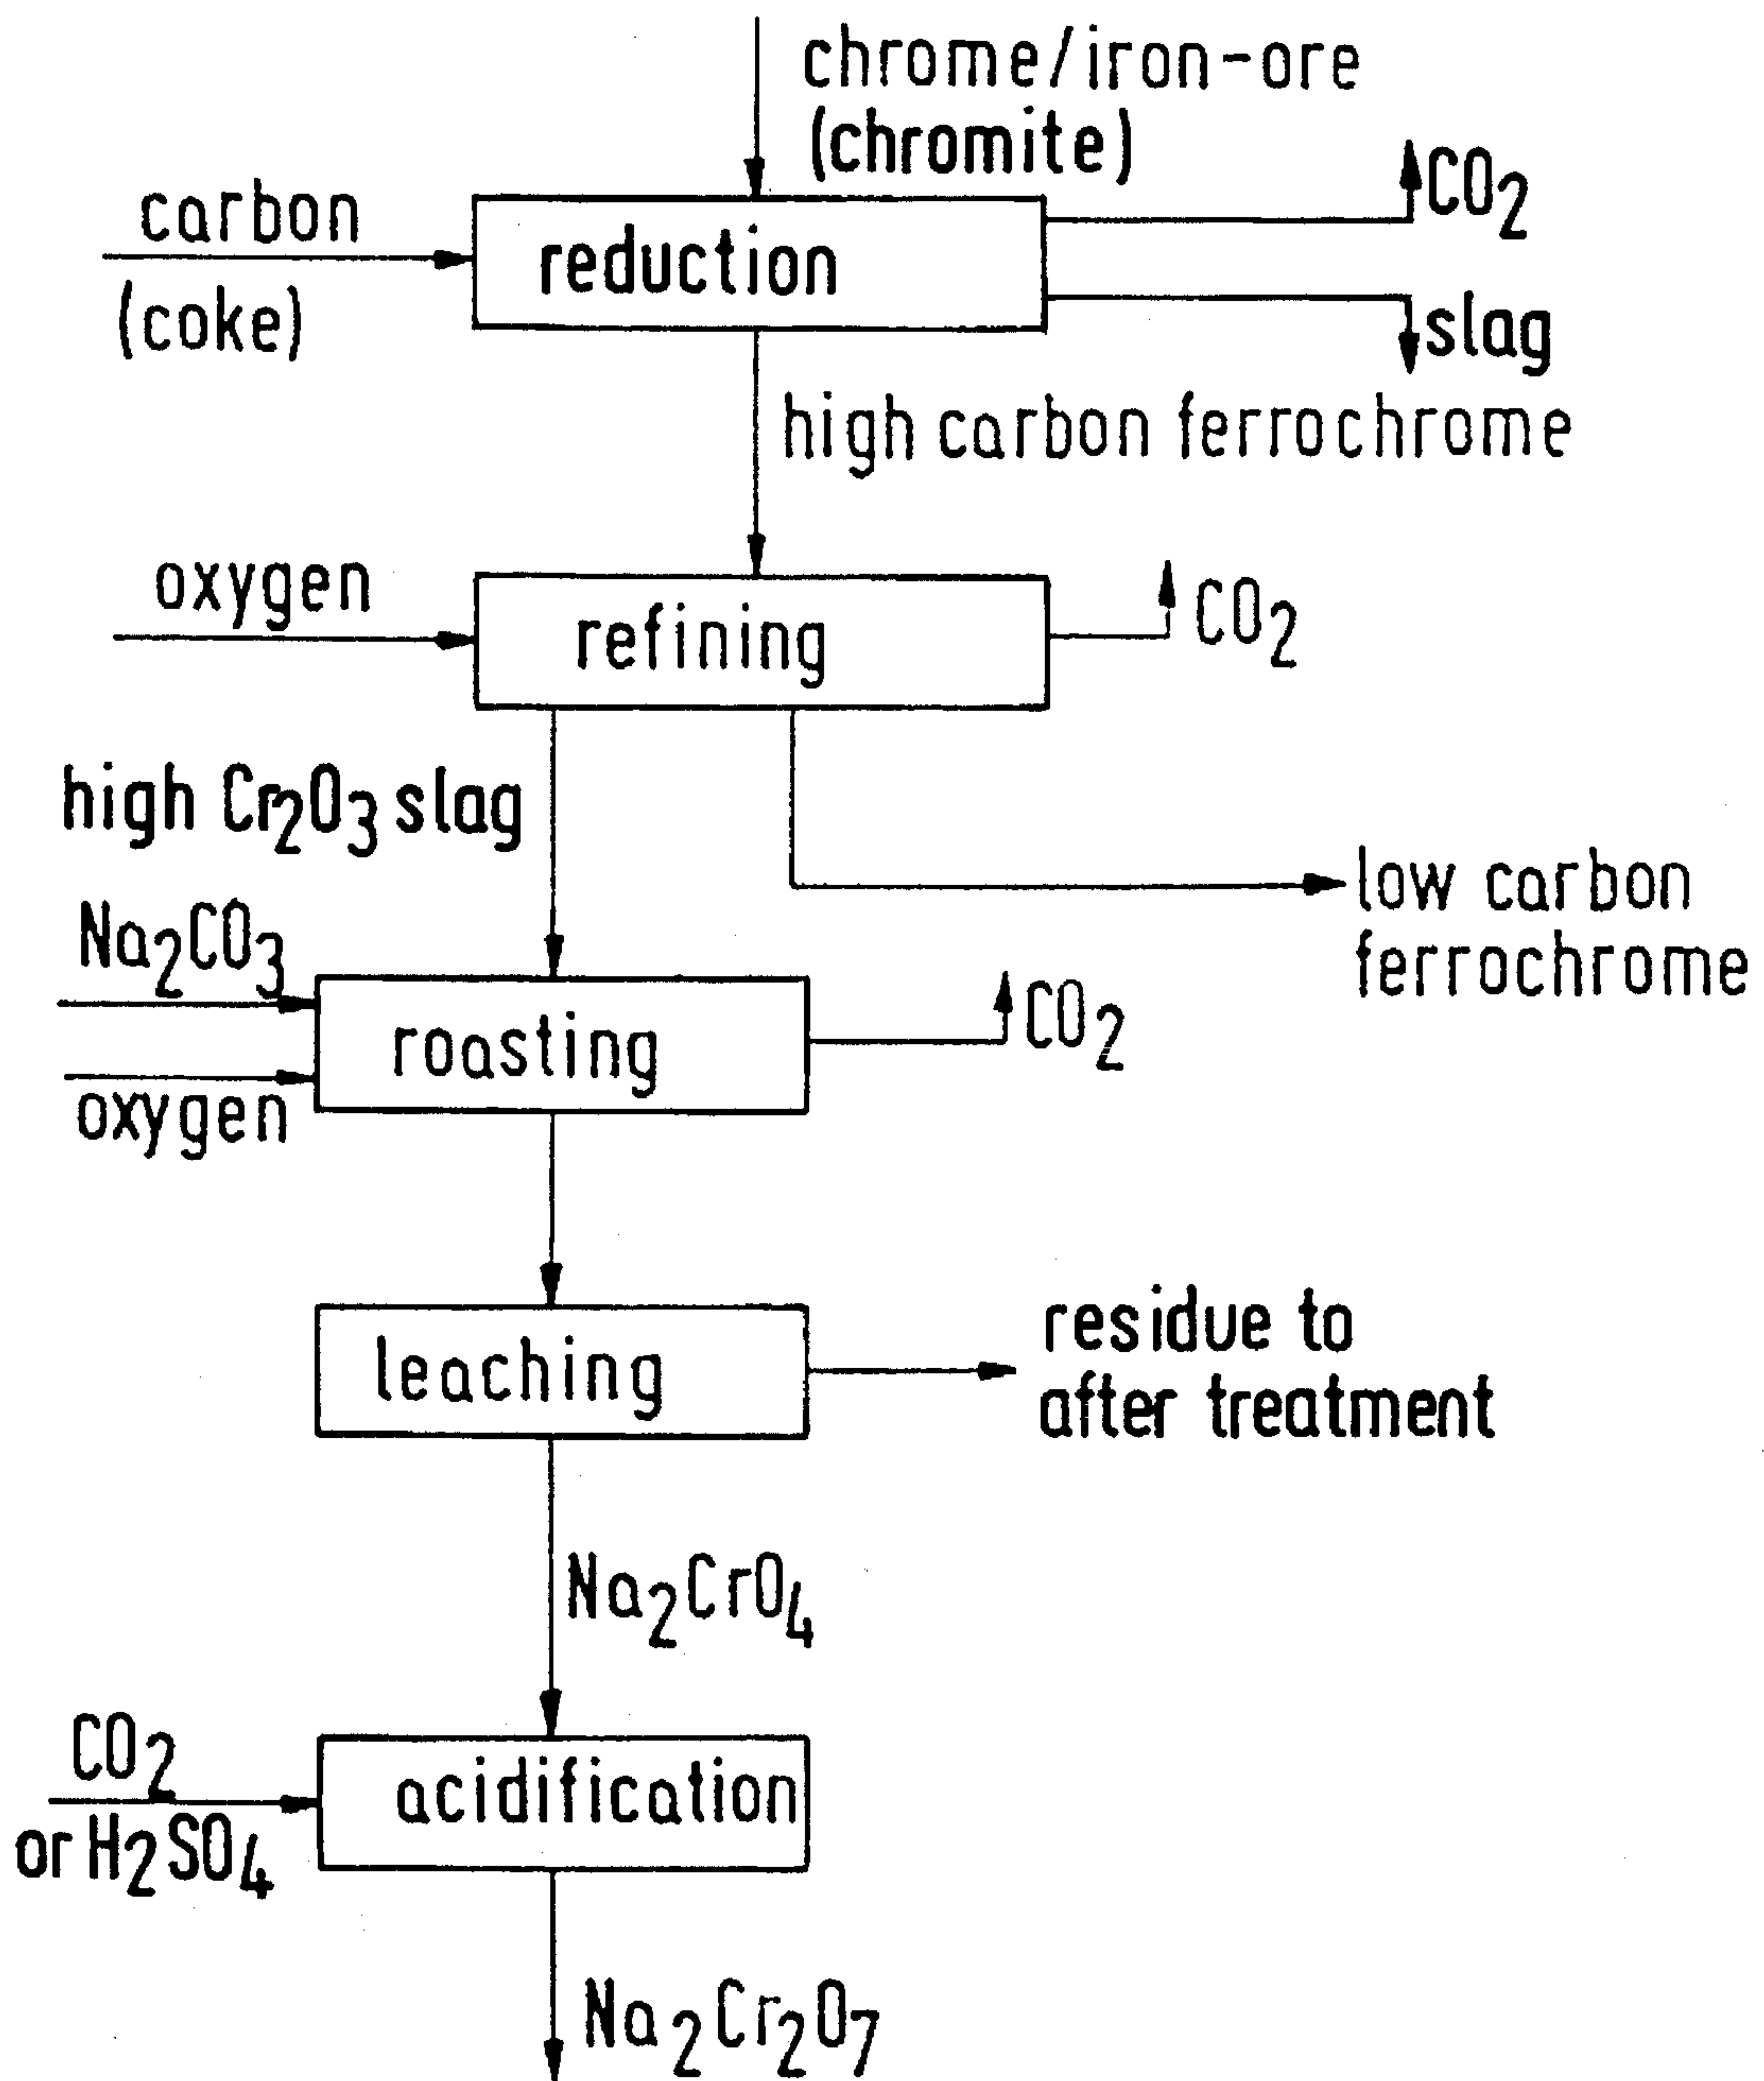 chrome/iron-ore
(chromite)
CO₂
carbon
(coke)
reduction
slag
high carbon ferrochrome
oxygen
refining
CO₂
high Cr₂O₃ slag
low carbon
ferrochrome
Na₂CO₃
roasting
CO₂
oxygen
leaching
residue to
after treatment
Na₂CrO₄
CO₂
or H₂SO₄
acidification
Na₂Cr₂O₇